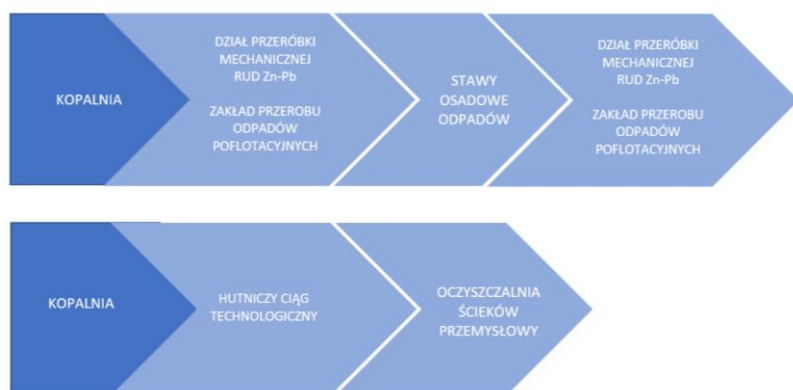 KOPALNIA
DZIAŁ PRZERÓBKI
MECHANICZNEJ
RUD Zn-Pb
ZAKŁAD PRZEROBU
ODPADÓW
POFLOTACYJNYCH
STAWY
OSADOWE
ODPADÓW
DZIAŁ PRZERÓBKI
MECHANICZNEJ
RUD Zn-Pb
ZAKŁAD PRZEROBU
ODPADÓW
POFLOTACYJNYCH
KOPALNIA
HUTNICZY CIĄG
TECHNOLOGICZNY
OCZYSZCZALNIA
ŚCIEKÓW
PRZEMYSŁOWY